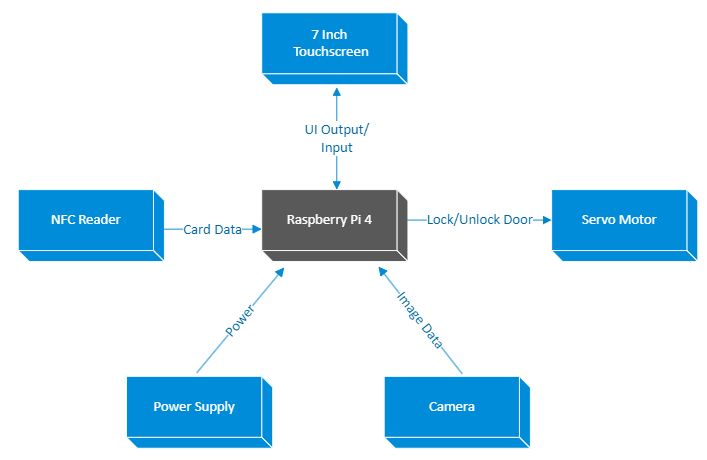 7 Inch
Touchscreen
UI Output/
Input
NFC Reader
Card Data
Raspberry Pi 4
Lock/Unlock Door
Servo Motor
Power
Image Data
Power Supply
Camera